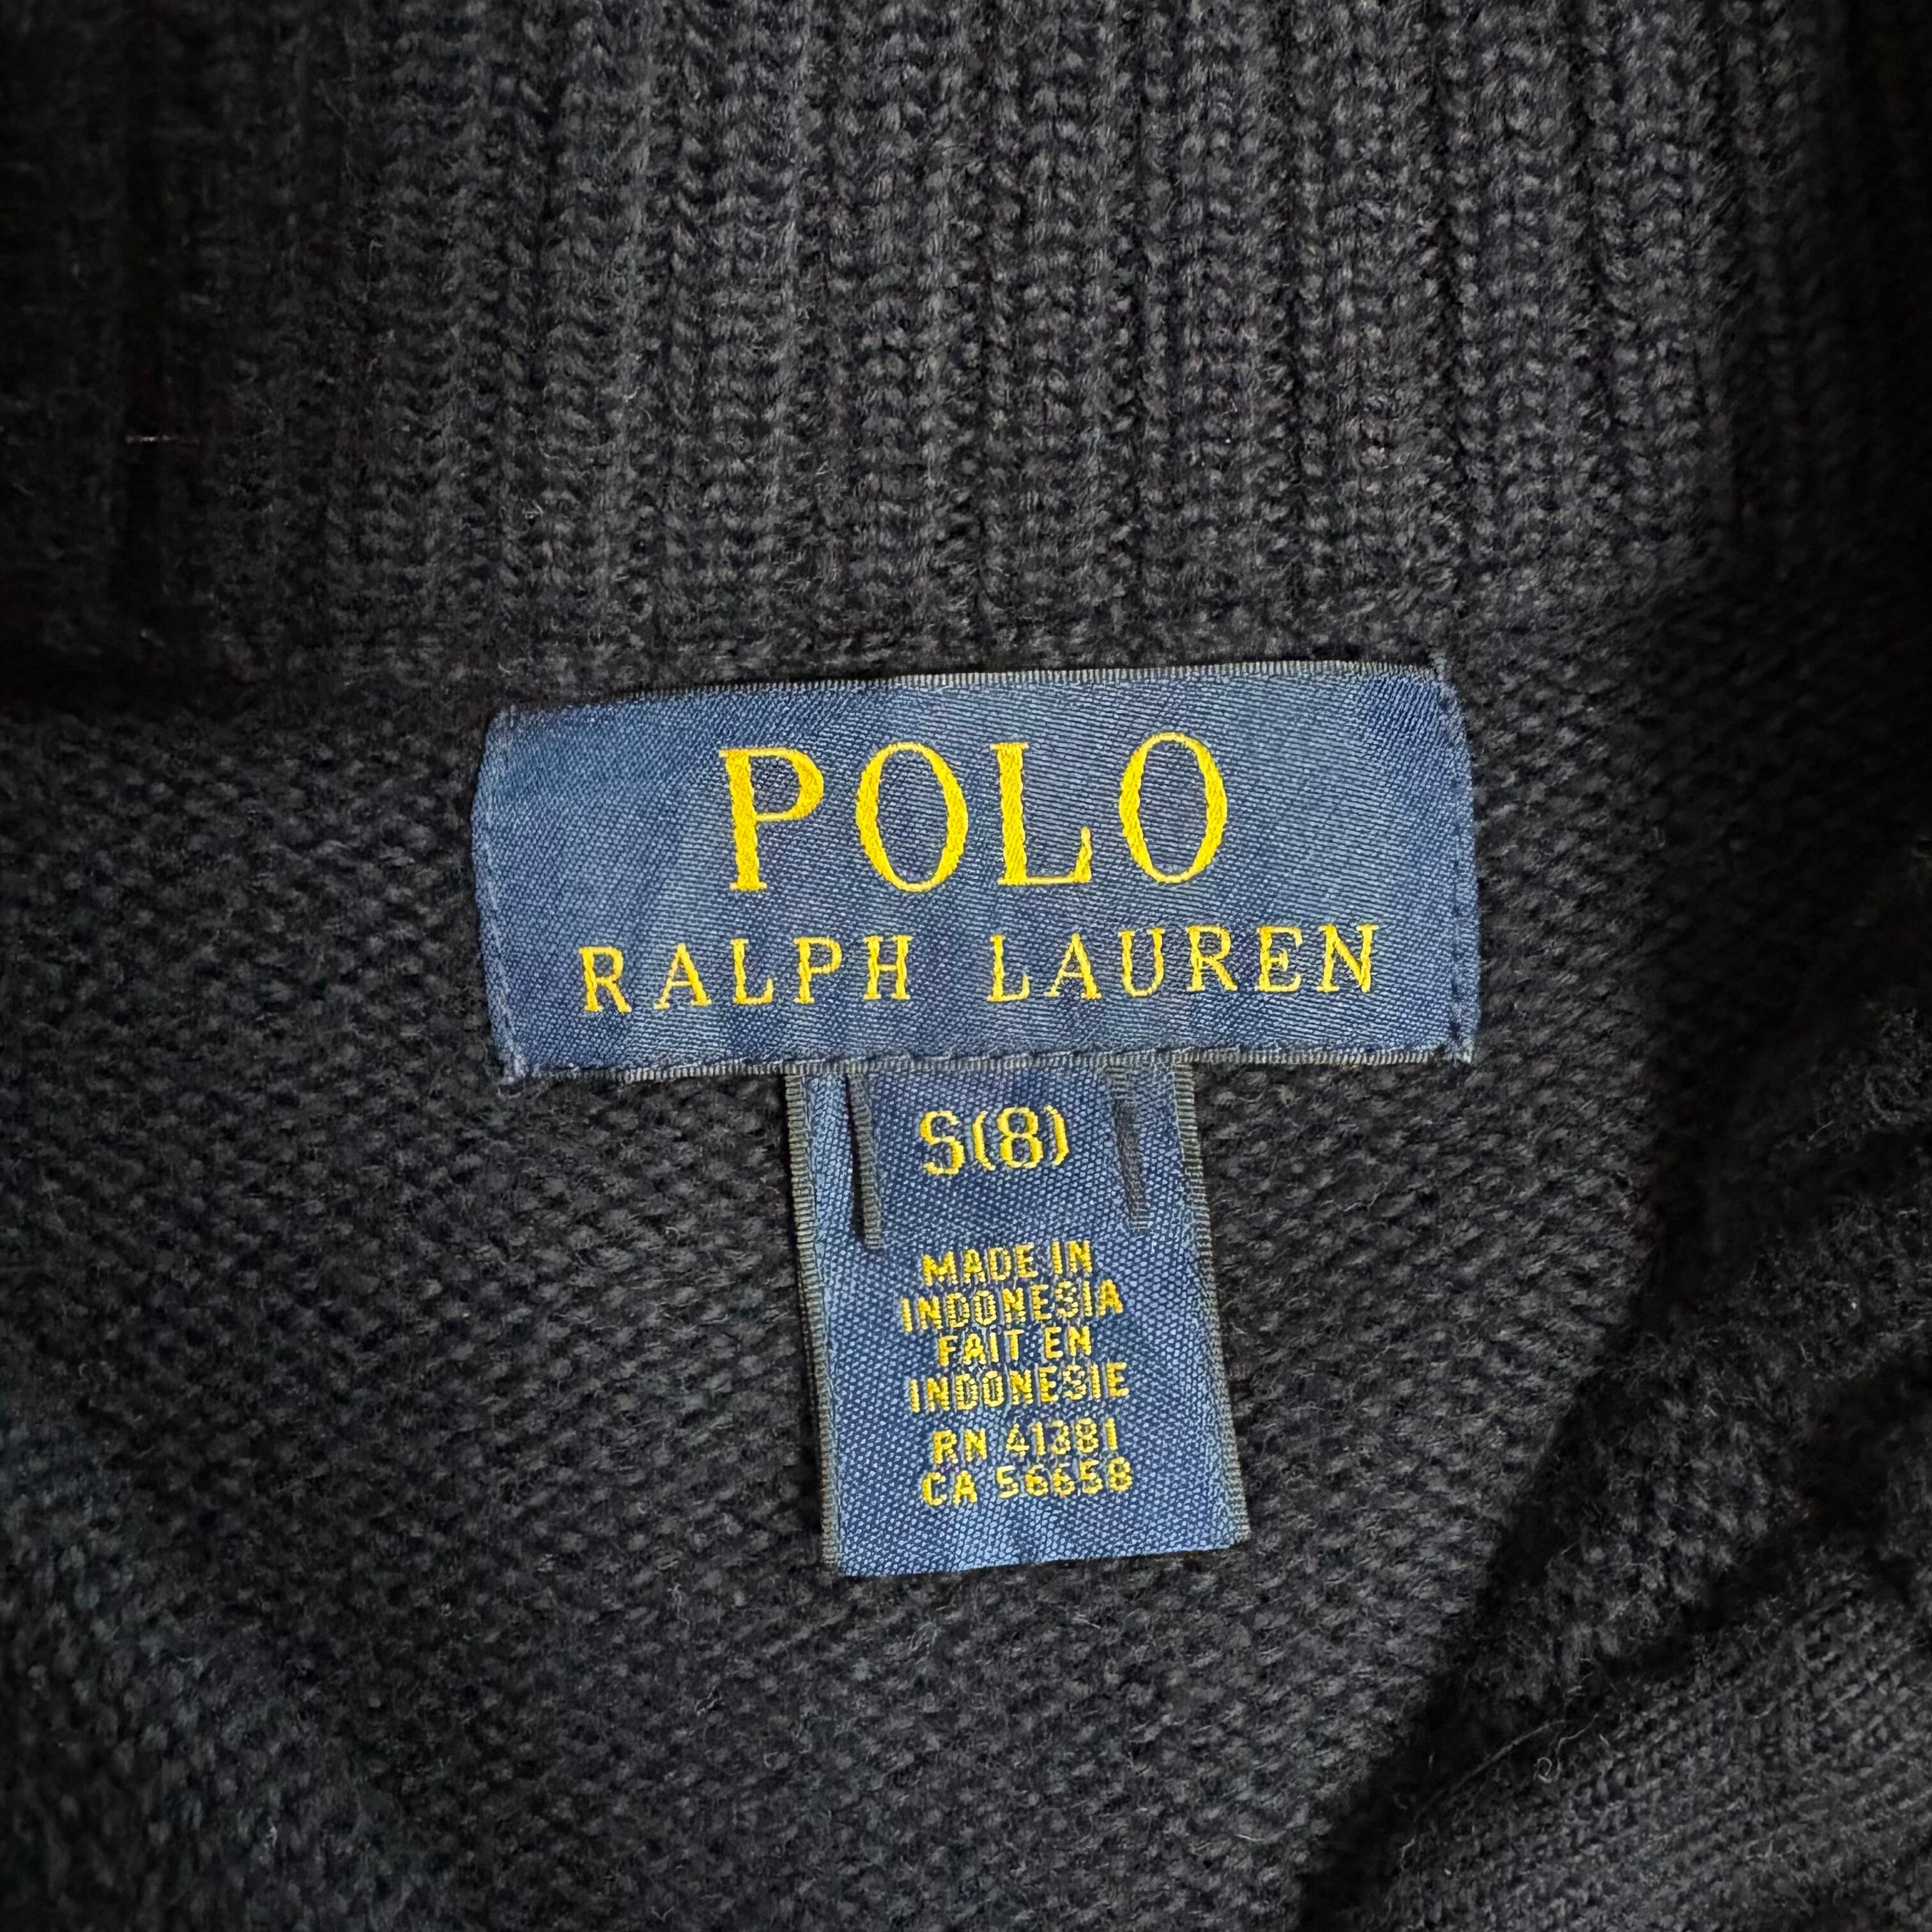 POLO
RALPH LAUREN
S(8)
MADE IN
INDONESIA
FAIT EN
INDONESIE
RN 41381
CA 56658